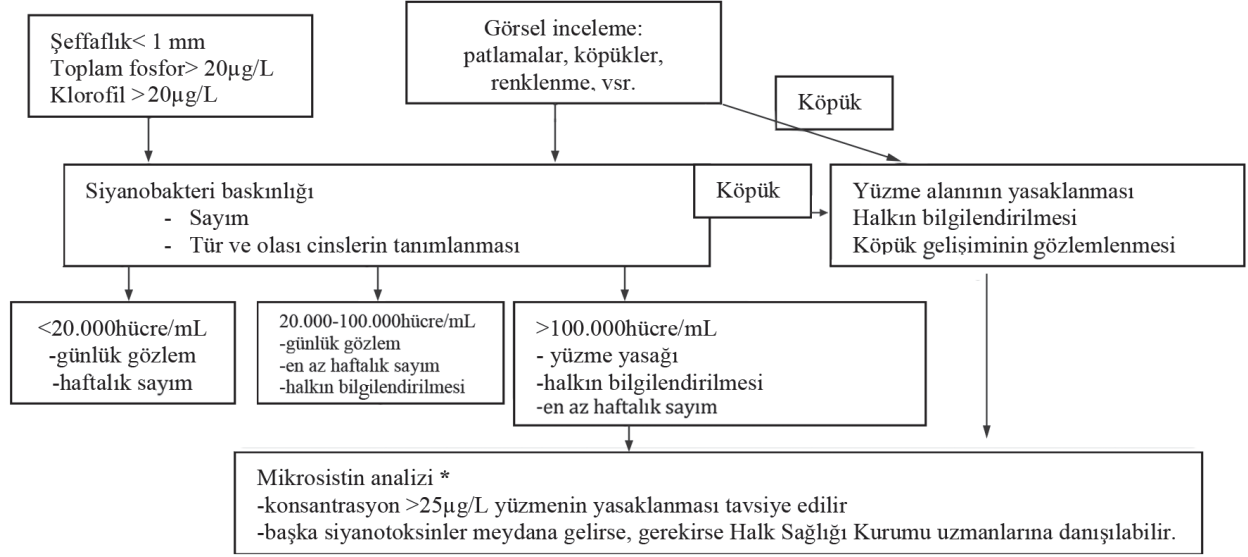 Şeffaflık< 1 mm
Toplam fosfor> 20µg/L
Klorofil >20µg/L
Görsel inceleme:
patlamalar, köpükler,
renklenme, vsr.
Köpük
Siyanobakteri baskınlığı
- Sayım
- Tür ve olası cinslerin tanımlanması
Köpük
Yüzme alanının yasaklanması
Halkın bilgilendirilmesi
Köpük gelişiminin gözlemlenmesi
<20.000hücre/mL
-günlük gözlem
-haftalık sayım
20.000-100.000hücre/mL
-günlük gözlem
-en az haftalık sayım
-halkın bilgilendirilmesi
>100.000hücre/mL
- yüzme yasağı
-halkın bilgilendirilmesi
-en az haftalık sayım
Mikrosistin analizi *
-konsantrasyon >25µg/L yüzmenin yasaklanması tavsiye edilir
-başka siyanotoksinler meydana gelirse, gerekirse Halk Sağlığı Kurumu uzmanlarına danışılabilir.